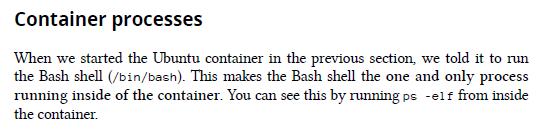 Container processes
When we started the Ubuntu container in the previous section, we told it to run
the Bash shell (/bin/bash). This makes the Bash shell the one and only process
running inside of the container. You can see this by running ps -elf from inside
the container.